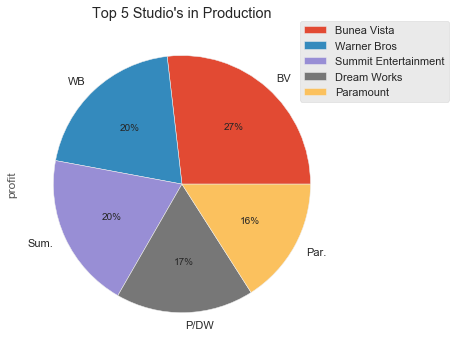 Top 5 Studio's in Production
Bunea Vista
Warner Bros
Summit Entertainment
Dream Works
Paramount
WB
BV
20%
27%
profit
20%
16%
Sum.
17%
Par.
P/DW